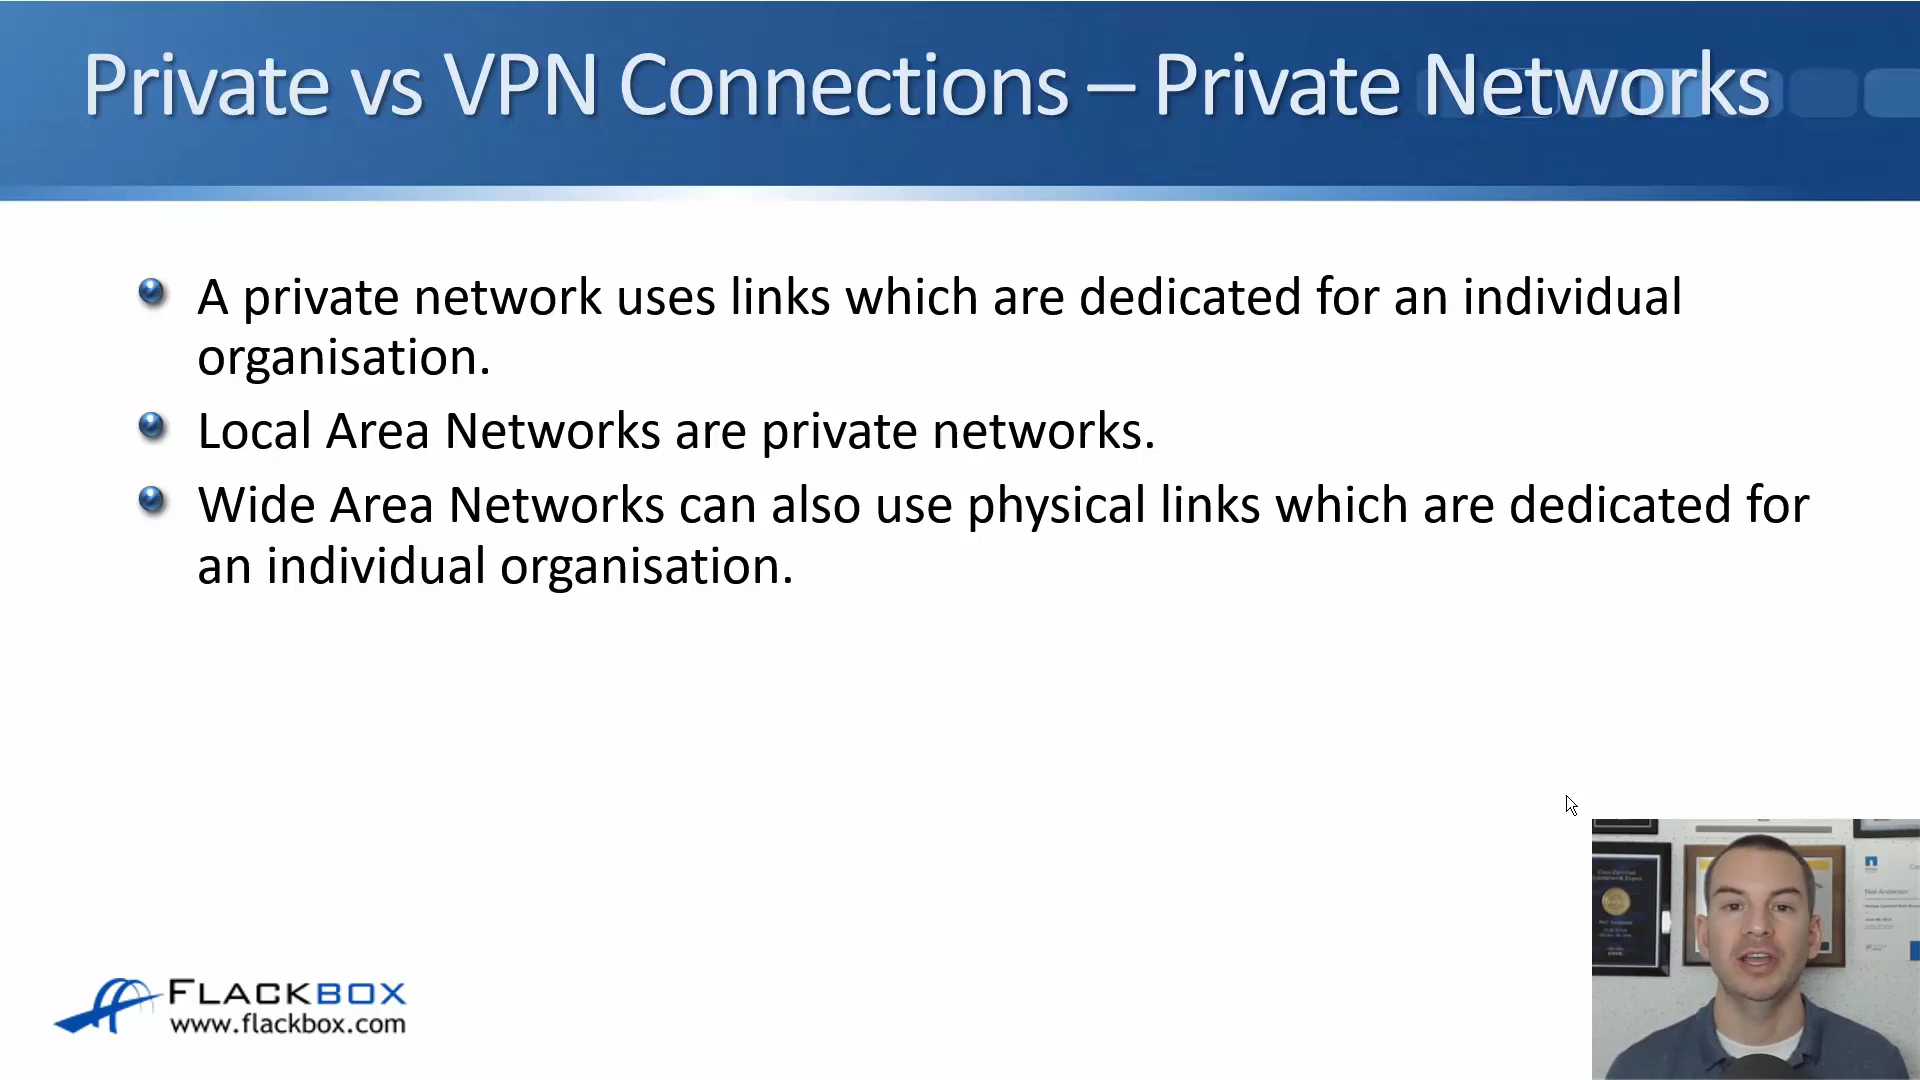 Private vs VPN Connections – Private Networks
A private network uses links which are dedicated for an individual
organisation.
Local Area Networks are private networks.
Wide Area Networks can also use physical links which are dedicated for
an individual organisation.
FLACKBOX
www.flackbox.com
Neil Anderson